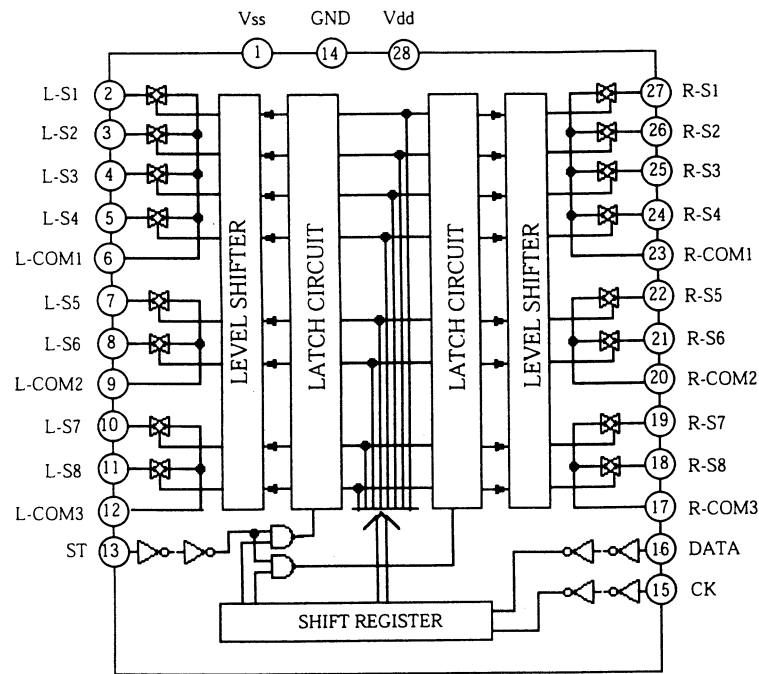 Vss GND Vdd
1 14 28
L-S1 2 27 R-S1
L-S2 3 26 R-S2
L-S3 4 25 R-S3
L-S4 5 24 R-S4
L-COM1 6 23 R-COM1
L-S5 7 22 R-S5
L-S6 8 21 R-S6
L-COM2 9 20 R-COM2
L-S7 10 19 R-S7
L-S8 11 18 R-S8
L-COM3 12 17 R-COM3
ST 13 16 DATA
15 CK
LEVEL SHIFTER
LATCH CIRCUIT
LATCH CIRCUIT
LEVEL SHIFTER
SHIFT REGISTER